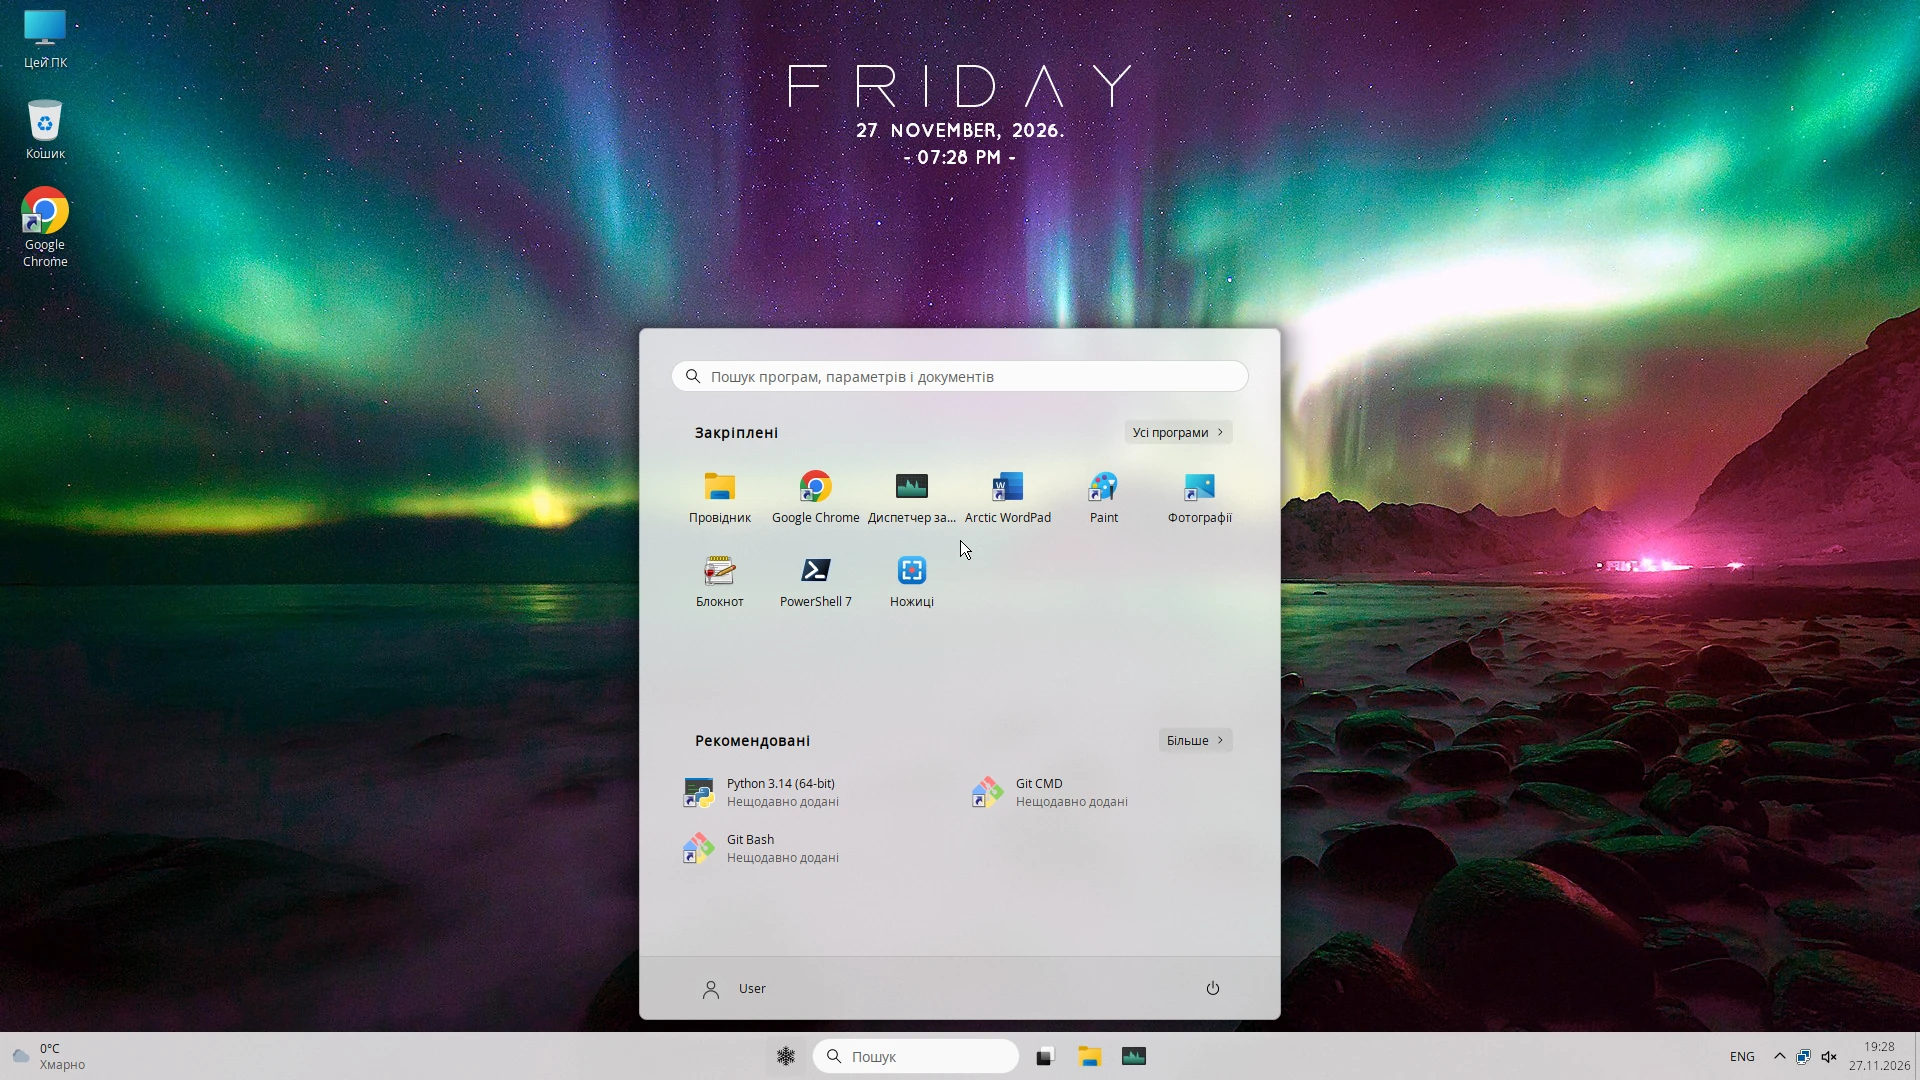 Цей ПК
Кошик
Google
Chrome
FRIDAY
27 NOVEMBER, 2026.
- 07:28 PM -
Пошук програм, параметрів і документів
Закріплені
Усі програми
Провідник
Google Chrome
Диспетчер за...
Arctic WordPad
Paint
Фотографії
Блокнот
PowerShell 7
Ножиці
Рекомендовані
Більше
Python 3.14 (64-bit)
Нещодавно додані
Git CMD
Нещодавно додані
Git Bash
Нещодавно додані
User
0°C
Хмарно
Пошук
ENG
19:28
27.11.2026